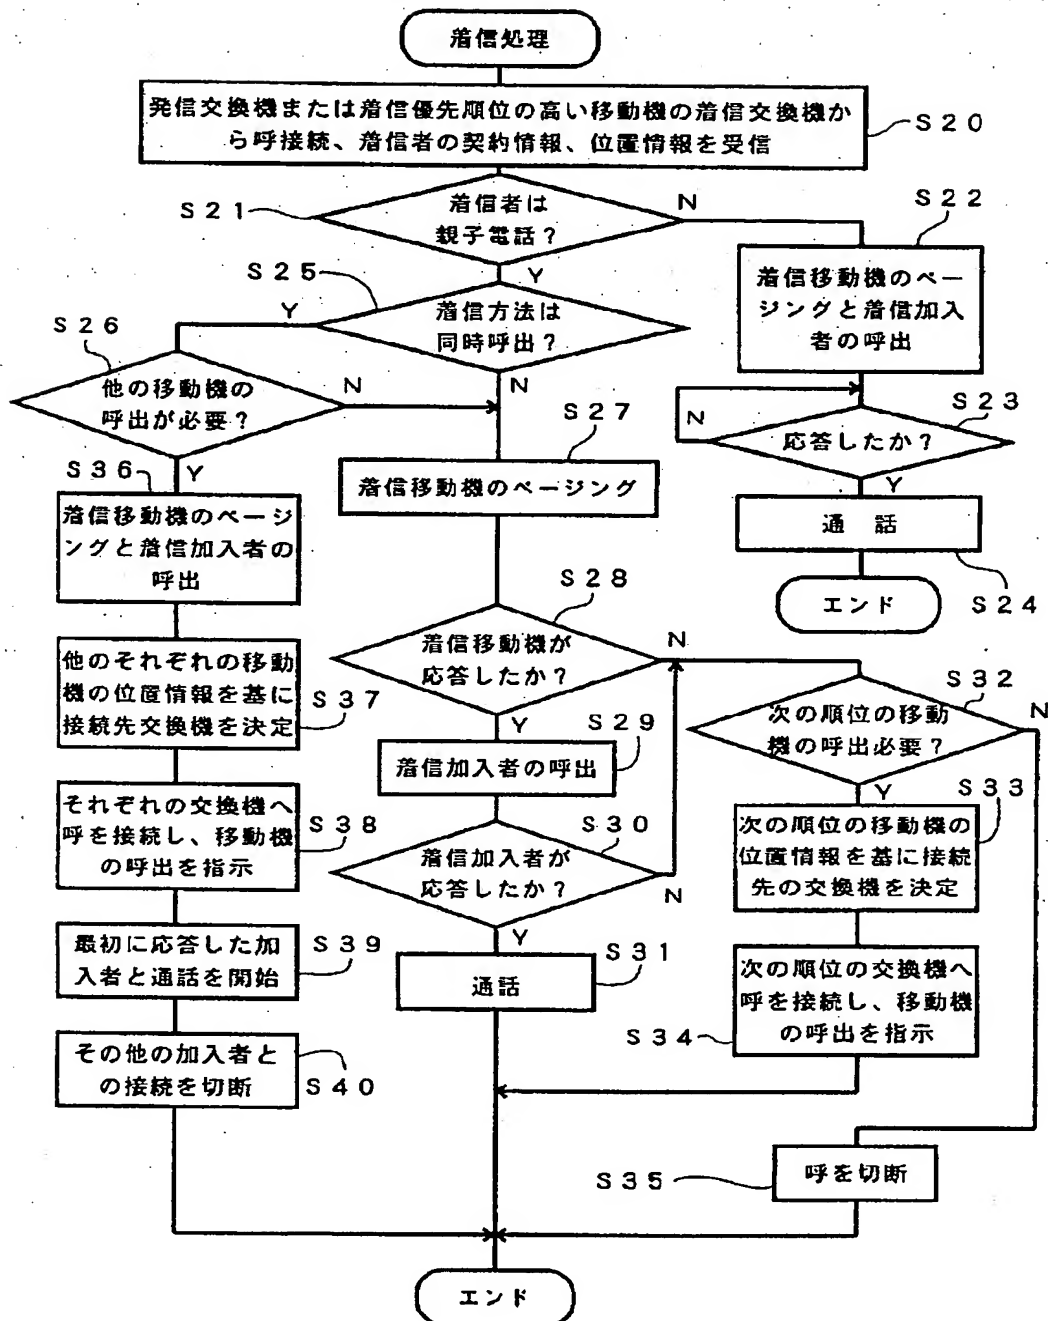 着信処理
発信交換機または着信優先順位の高い移動機の着信交換機か
ら呼接続、着信者の契約情報、位置情報を受信
S20
着信者は
親子電話?
S21
N
Y
S22
着信移動機のペー
ジングと着信加入
者の呼出
S25
着信方法は
同時呼出?
Y
N
S26
他の移動機の
呼出が必要?
N
Y
S23
応答したか?
N
Y
通 話
S24
エンド
S27
着信移動機のページング
S36
着信移動機のページ
ングと着信加入者の
呼出
S28
着信移動機が
応答したか?
N
Y
他のそれぞれの移動
機の位置情報を基に
接続先交換機を決定
S37
S29
着信加入者の呼出
S32
次の順位の移動
機の呼出必要?
N
Y
それぞれの交換機へ
呼を接続し、移動機
の呼出を指示
S38
S30
着信加入者が
応答したか?
N
Y
S33
次の順位の移動機の
位置情報を基に接続
先の交換機を決定
最初に応答した加
入者と通話を開始
S39
通話
S31
次の順位の交換機へ
呼を接続し、移動機
の呼出を指示
S34
その他の加入者と
の接続を切断
S40
S35
呼を切断
エンド